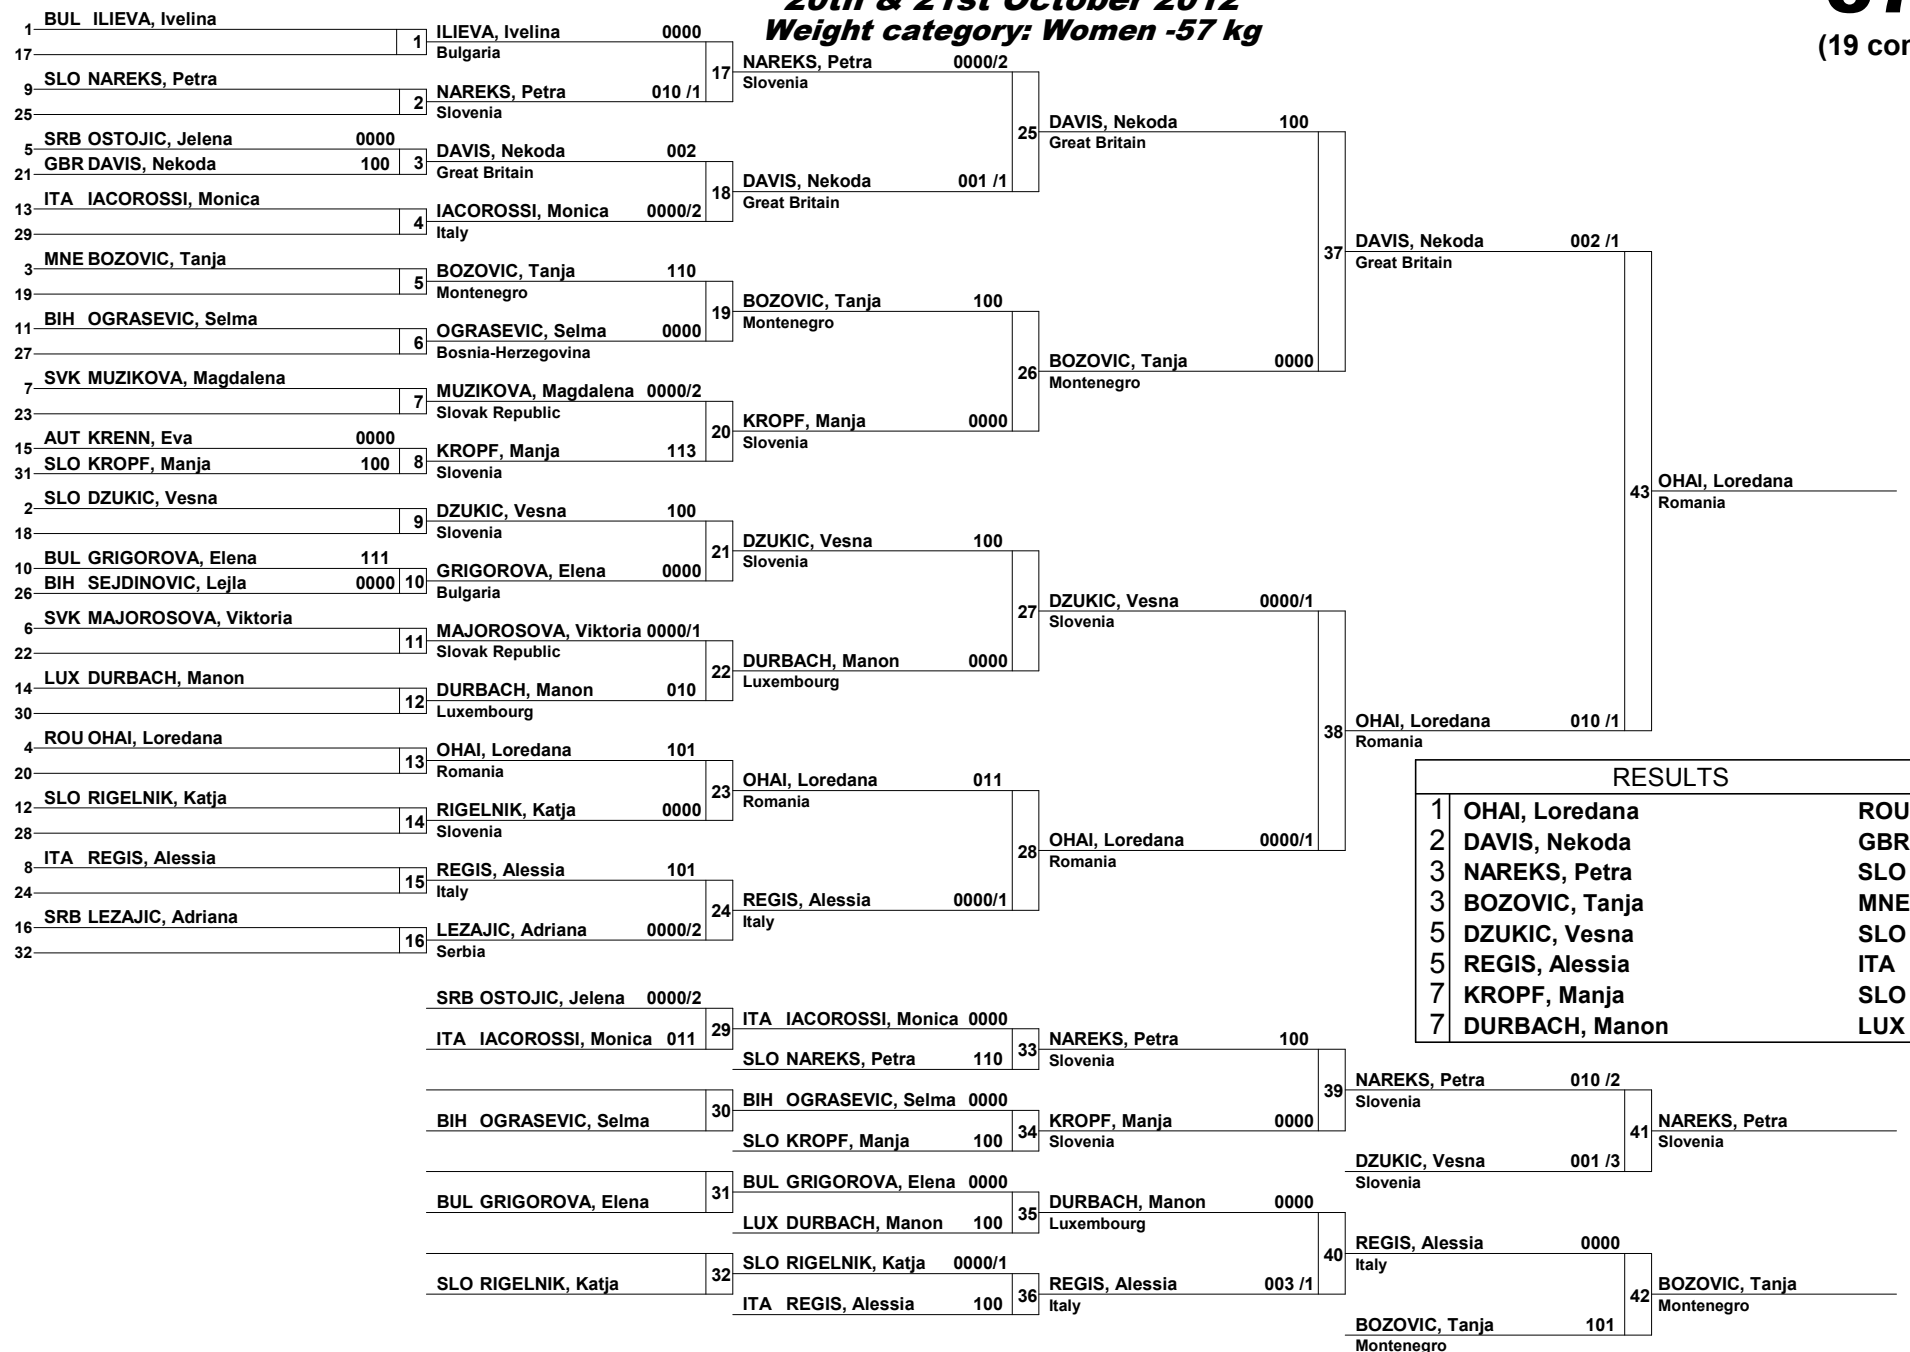 20th & 21st October 2012
Weight category: Women -57 kg
(19 con
1 BUL ILIEVA, Ivelina
17
1
9 SLO NAREKS, Petra
25
2
5 SRB OSTOJIC, Jelena 0000
21 GBR DAVIS, Nekoda 100
3
13 ITA IACOROSSI, Monica
29
4
3 MNE BOZOVIC, Tanja
19
5
11 BIH OGRASEVIC, Selma
27
6
7 SVK MUZIKOVA, Magdalena
23
7
15 AUT KRENN, Eva 0000
31 SLO KROPF, Manja 100
8
2 SLO DZUKIC, Vesna
18
9
10 BUL GRIGOROVA, Elena 111
26 BIH SEJDINOVIC, Lejla 0000
10
6 SVK MAJOROSOVA, Viktoria
22
11
14 LUX DURBACH, Manon
30
12
4 ROU OHAI, Loredana
20
13
12 SLO RIGELNIK, Katja
28
14
8 ITA REGIS, Alessia
24
15
16 SRB LEZAJIC, Adriana
32
16
ILIEVA, Ivelina 0000
Bulgaria
17
NAREKS, Petra 010 /1
Slovenia
DAVIS, Nekoda 002
Great Britain
18
IACOROSSI, Monica 0000/2
Italy
BOZOVIC, Tanja 110
Montenegro
19
OGRASEVIC, Selma 0000
Bosnia-Herzegovina
MUZIKOVA, Magdalena 0000/2
Slovak Republic
20
KROPF, Manja 113
Slovenia
DZUKIC, Vesna 100
Slovenia
21
GRIGOROVA, Elena 0000
Bulgaria
MAJOROSOVA, Viktoria 0000/1
Slovak Republic
22
DURBACH, Manon 010
Luxembourg
OHAI, Loredana 101
Romania
23
RIGELNIK, Katja 0000
Slovenia
REGIS, Alessia 101
Italy
24
LEZAJIC, Adriana 0000/2
Serbia
NAREKS, Petra 0000/2
Slovenia
25
DAVIS, Nekoda 001 /1
Great Britain
BOZOVIC, Tanja 100
Montenegro
26
KROPF, Manja 0000
Slovenia
DZUKIC, Vesna 100
Slovenia
27
DURBACH, Manon 0000
Luxembourg
OHAI, Loredana 011
Romania
28
REGIS, Alessia 0000/1
Italy
DAVIS, Nekoda 100
Great Britain
37
BOZOVIC, Tanja 0000
Montenegro
DZUKIC, Vesna 0000/1
Slovenia
38
OHAI, Loredana 0000/1
Romania
DAVIS, Nekoda 002 /1
Great Britain
43
OHAI, Loredana 010 /1
Romania
OHAI, Loredana
Romania
RESULTS
1 OHAI, Loredana ROU
2 DAVIS, Nekoda GBR
3 NAREKS, Petra SLO
3 BOZOVIC, Tanja MNE
5 DZUKIC, Vesna SLO
5 REGIS, Alessia ITA
7 KROPF, Manja SLO
7 DURBACH, Manon LUX
SRB OSTOJIC, Jelena 0000/2
29
ITA IACOROSSI, Monica 011
30
BIH OGRASEVIC, Selma
31
BUL GRIGOROVA, Elena
32
SLO RIGELNIK, Katja
ITA IACOROSSI, Monica 0000
33
SLO NAREKS, Petra 110
BIH OGRASEVIC, Selma 0000
34
SLO KROPF, Manja 100
BUL GRIGOROVA, Elena 0000
35
LUX DURBACH, Manon 100
SLO RIGELNIK, Katja 0000/1
36
ITA REGIS, Alessia 100
NAREKS, Petra 100
Slovenia
39
KROPF, Manja 0000
Slovenia
DURBACH, Manon 0000
Luxembourg
40
REGIS, Alessia 003 /1
Italy
NAREKS, Petra 010 /2
Slovenia
41
DZUKIC, Vesna 001 /3
Slovenia
REGIS, Alessia 0000
Italy
42
BOZOVIC, Tanja 101
Montenegro
NAREKS, Petra
Slovenia
BOZOVIC, Tanja
Montenegro